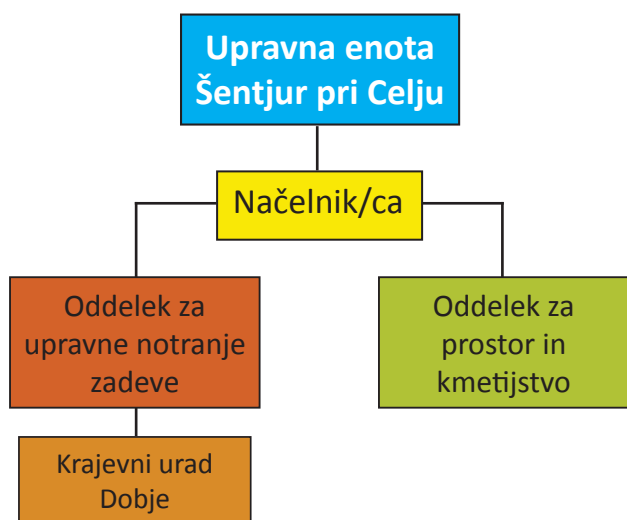 Upravna enota
Šentjur pri Celju
Načelnik/ca
Oddelek za
upravne notranje
zadeve
Oddelek za
prostor in
kmetijstvo
Krajevni urad
Dobje